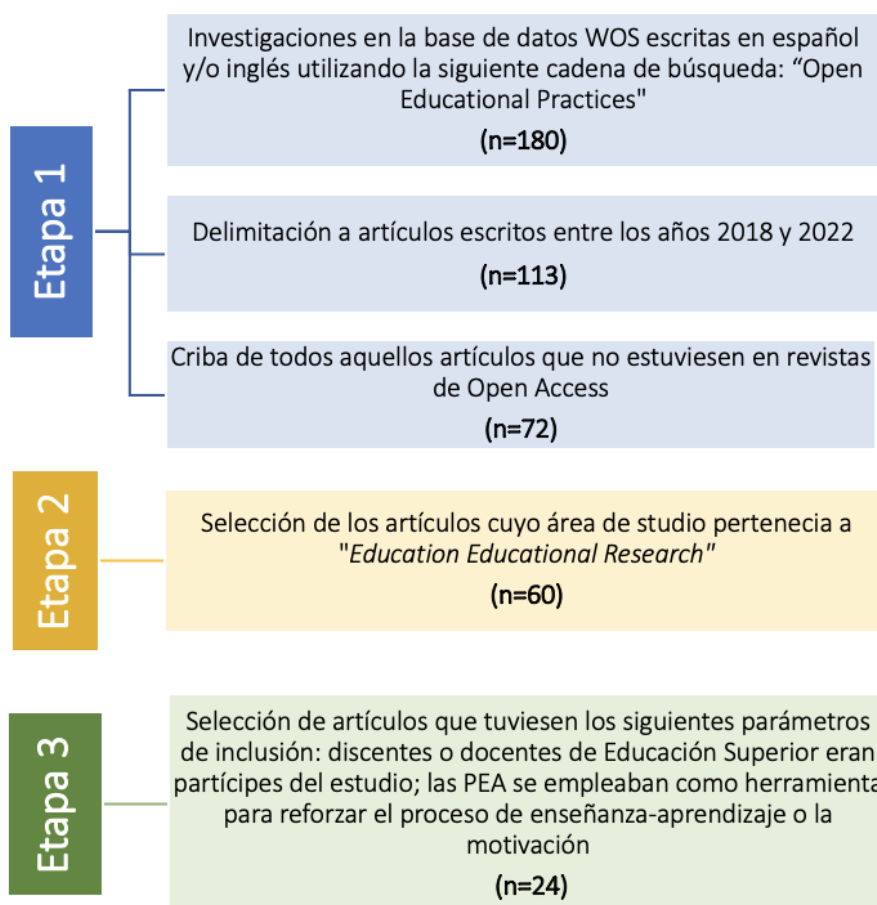 Etapa 1
Investigaciones en la base de datos WOS escritas en español
y/o inglés utilizando la siguiente cadena de búsqueda: “Open
Educational Practices"
(n=180)
Delimitación a artículos escritos entre los años 2018 y 2022
(n=113)
Criba de todos aquellos artículos que no estuviesen en revistas
de Open Access
(n=72)
Etapa 2
Selección de los artículos cuyo área de studio pertenecia a
"Education Educational Research"
(n=60)
Etapa 3
Selección de artículos que tuviesen los siguientes parámetros
de inclusión: discentes o docentes de Educación Superior eran
partícipes del estudio; las PEA se empleaban como herramienta
para reforzar el proceso de enseñanza-aprendizaje o la
motivación
(n=24)